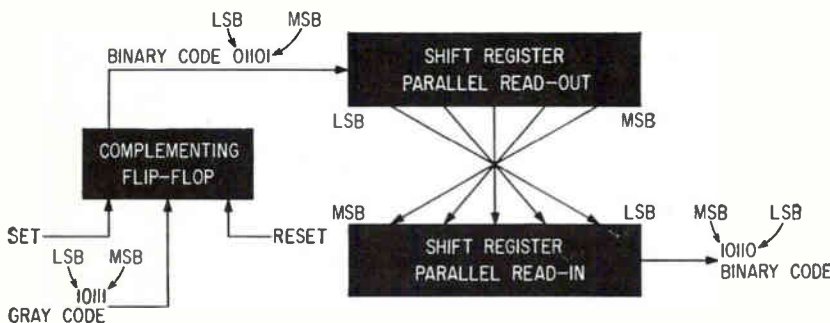 LSB MSB
BINARY CODE 01101
SHIFT REGISTER
PARALLEL READ-OUT
LSB MSB
COMPLEMENTING
FLIP-FLOP
SET RESET
LSB MSB
10111
GRAY CODE
MSB LSB
SHIFT REGISTER
PARALLEL READ-IN
MSB LSB
10110
BINARY CODE